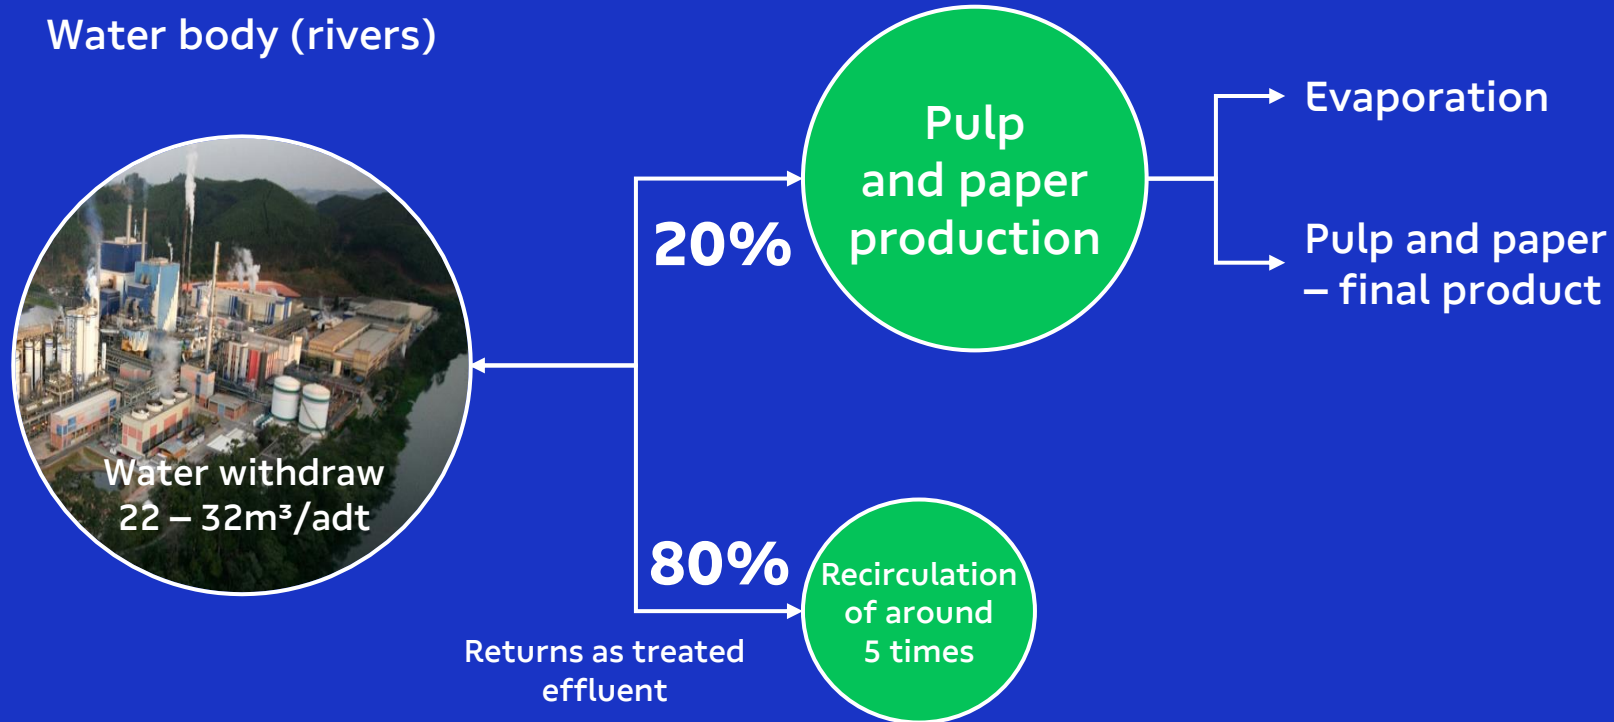 Water body (rivers)
Water withdraw
22 – 32m³/adt
20%
Pulp
and paper
production
Evaporation
Pulp and paper
– final product
80%
Returns as treated
effluent
Recirculation
of around
5 times